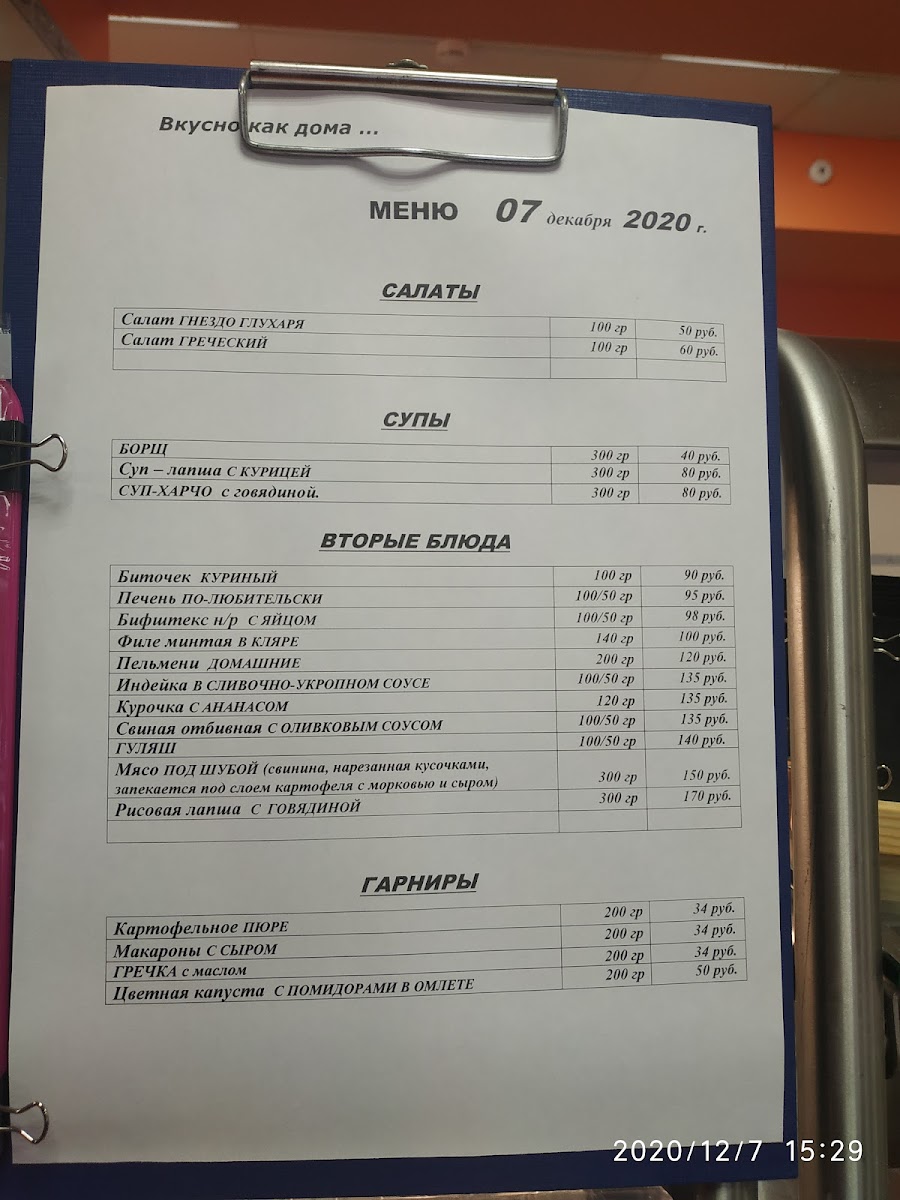 Вкусно как дома ...
МЕНЮ 07 декабря 2020 г.
САЛАТЫ
Салат ГНЕЗДО ГЛУХАРЯ 100 гр 50 руб.
Салат ГРЕЧЕСКИЙ 100 гр 60 руб.
СУПЫ
БОРЩ 300 гр 40 руб.
Суп – лапша С КУРИЦЕЙ 300 гр 80 руб.
СУП-ХАРЧО с говядиной. 300 гр 80 руб.
ВТОРЫЕ БЛЮДА
Биточек КУРИНЫЙ 100 гр 90 руб.
Печень ПО-ЛЮБИТЕЛЬСКИ 100/50 гр 95 руб.
Бифштекс н/р С ЯЙЦОМ 100/50 гр 98 руб.
Филе минтая В КЛЯРЕ 140 гр 100 руб.
Пельмени ДОМАШНИЕ 200 гр 120 руб.
Индейка В СЛИВОЧНО-УКРОПНОМ СОУСЕ 100/50 гр 135 руб.
Курочка С АНАНАСОМ 120 гр 135 руб.
Свиная отбивная С ОЛИВКОВЫМ СОУСОМ 100/50 гр 135 руб.
ГУЛЯШ 100/50 гр 140 руб.
Мясо ПОД ШУБОЙ (свинина, нарезанная кусочками,
запекается под слоем картофеля с морковью и сыром) 300 гр 150 руб.
Рисовая лапша С ГОВЯДИНОЙ 300 гр 170 руб.
ГАРНИРЫ
Картофельное ПЮРЕ 200 гр 34 руб.
Макароны С СЫРОМ 200 гр 34 руб.
ГРЕЧКА с маслом 200 гр 34 руб.
Цветная капуста С ПОМИДОРАМИ В ОМЛЕТЕ 200 гр 50 руб.
2020/12/7 15:29